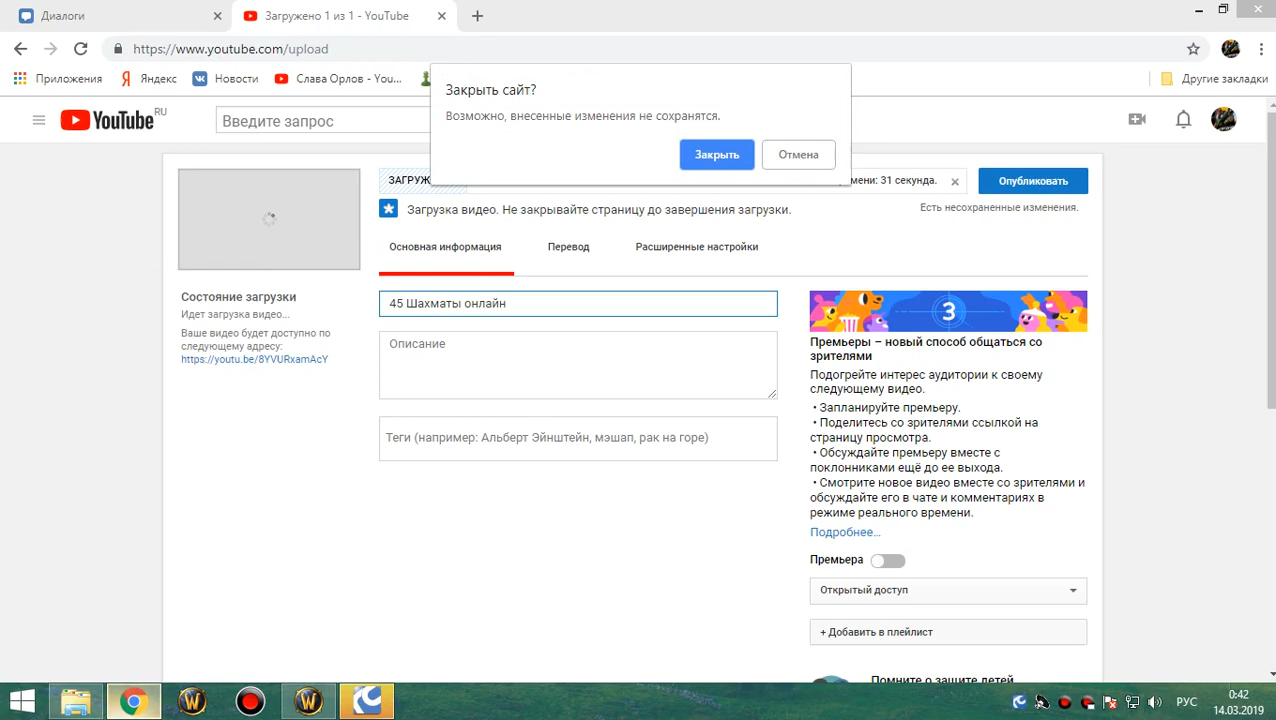 Диалоги
Загружено 1 из 1 - YouTube
https://www.youtube.com/upload
Приложения
Яндекс
Новости
Слава Орлов - You...
Другие закладки
Закрыть сайт?
Возможно, внесенные изменения не сохранятся.
Закрыть
Отмена
YouTube RU
Введите запрос
ЗАГРУЖ
мени: 31 секунда.
Опубликовать
Загрузка видео. Не закрывайте страницу до завершения загрузки.
Есть несохраненные изменения.
Основная информация
Перевод
Расширенные настройки
Состояние загрузки
Идет загрузка видео...
Ваше видео будет доступно по
следующему адресу:
https://youtu.be/8YVURxamAcY
45 Шахматы онлайн
Описание
Теги (например: Альберт Эйнштейн, мэшап, рак на горе)
3
Премьеры – новый способ общаться со
зрителями
Подогрейте интерес аудитории к своему
следующему видео.
• Запланируйте премьеру.
• Поделитесь со зрителями ссылкой на
страницу просмотра.
• Обсуждайте премьеру вместе с
поклонниками ещё до ее выхода.
• Смотрите новое видео вместе со зрителями и
обсуждайте его в чате и комментариях в
режиме реального времени.
Подробнее...
Премьера
Открытый доступ
+ Добавить в плейлист
Помните о защите детей
РУС
0:42
14.03.2019